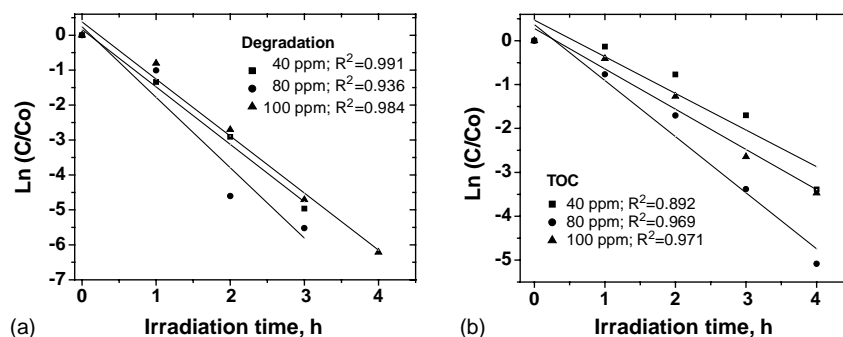 Degradation
40 ppm; R²=0.991
80 ppm; R²=0.936
100 ppm; R²=0.984
0
-1
-2
-3
-4
-5
-6
-7
Ln (C/Co)
0 1 2 3 4
(a) Irradiation time, h
TOC
40 ppm; R²=0.892
80 ppm; R²=0.969
100 ppm; R²=0.971
0
-1
-2
-3
-4
-5
Ln (C/Co)
0 1 2 3 4
(b) Irradiation time, h